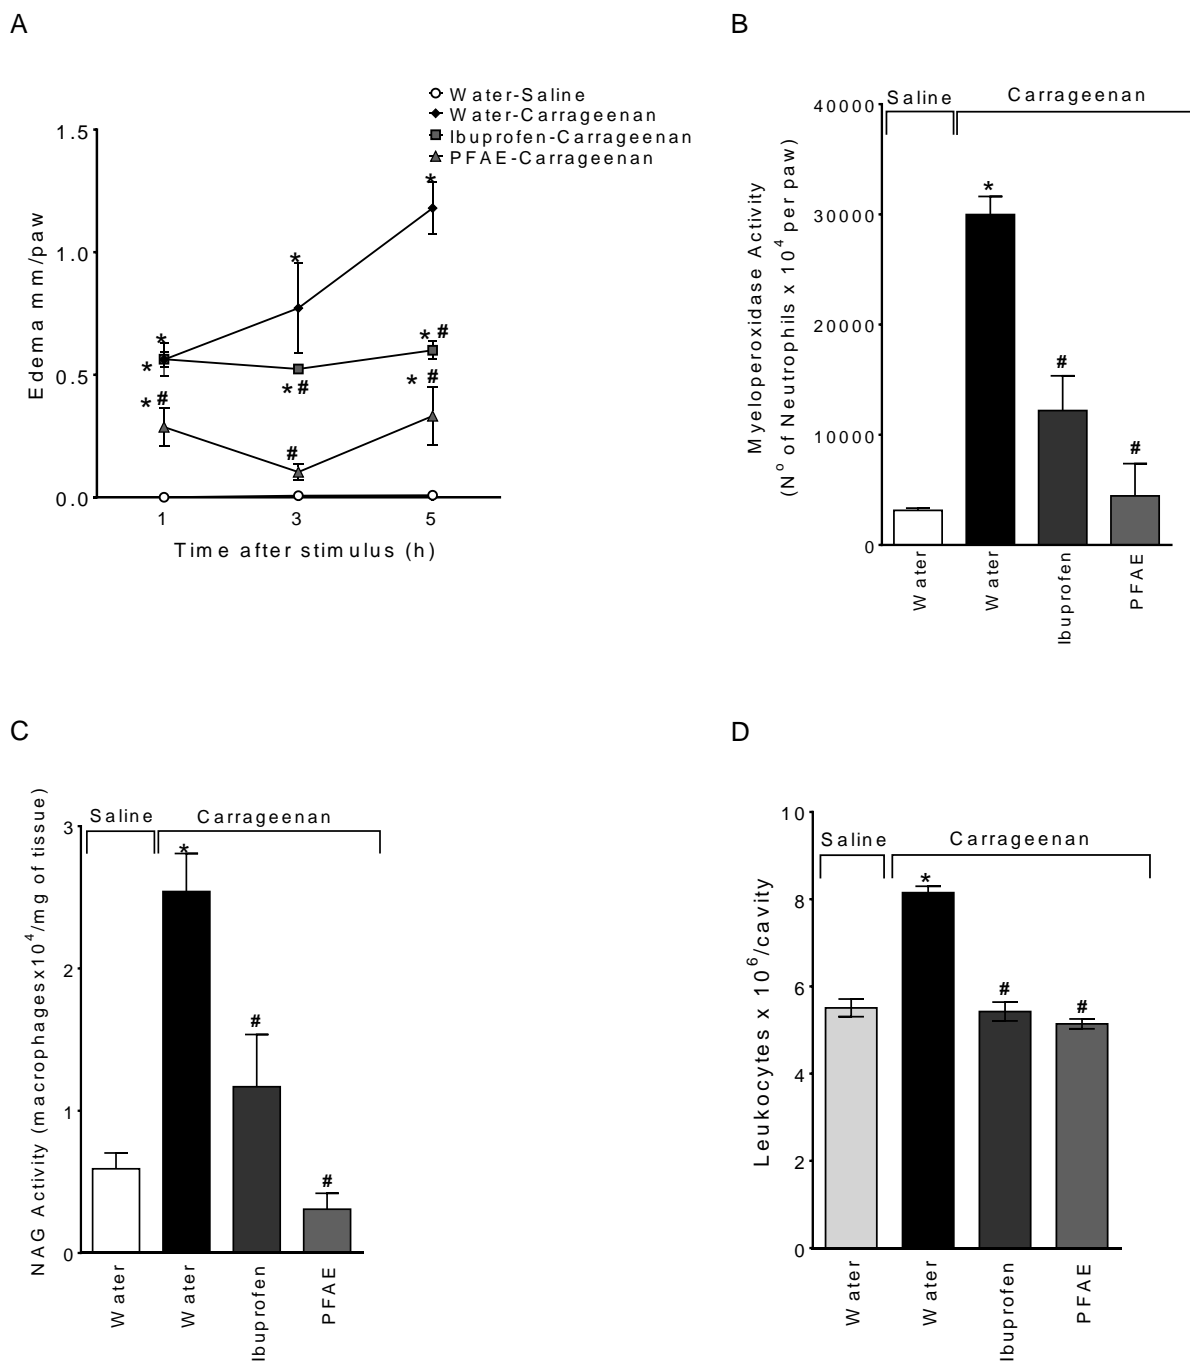 A
Water-Saline
Water-Carrageenan
Ibuprofen-Carrageenan
PFAE-Carrageenan
Edema mm/paw
1.5
1.0
0.5
0.0
*
*
*
*
* #
* #
* #
#
* #
1
3
5
Time after stimulus (h)
B
Saline
Carrageenan
Myeloperoxidase Activity
(Nº of Neutrophils x 10⁴ per paw)
40000
30000
20000
10000
0
*
#
#
Water
Water
Ibuprofen
PFAE
C
Saline
Carrageenan
NAG Activity (macrophagesx10⁴/mg of tissue)
3
2
1
0
*
#
#
Water
Water
Ibuprofen
PFAE
D
Saline
Carrageenan
Leukocytes x 10⁶/cavity
10
8
6
4
2
0
*
#
#
Water
Water
Ibuprofen
PFAE